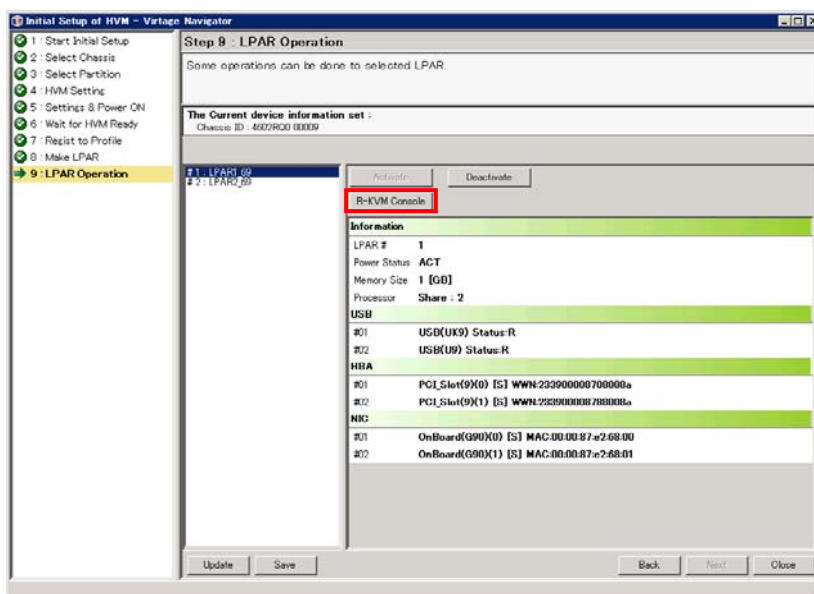 Initial Setup of HVM - Virtage Navigator
1 : Start Initial Setup
2 : Select Chassis
3 : Select Partition
4 : HVM Setting
5 : Settings & Power ON
6 : Wait for HVM Ready
7 : Regist to Profile
8 : Make LPAR
9 : LPAR Operation
Step 9 : LPAR Operation
Some operations can be done to selected LPAR.
The Current device information set :
Chassis ID : 4602RQ0 00009
# 1 : LPAR1_69
# 2 : LPAR2_69
Activate
Deactivate
R-KVM Console
Information
LPAR # 1
Power Status ACT
Memory Size 1 [GB]
Processor Share : 2
USB
#01 USB(UK9) Status:R
#02 USB(U9) Status:R
HBA
#01 PCI_Slot(9)(0) [S] WWN:233900008700008a
#02 PCI_Slot(9)(1) [S] WWN:233900008788008a
NIC
#01 OnBoard(G90)(0) [S] MAC:00:00:87:e2:68:00
#02 OnBoard(G90)(1) [S] MAC:00:00:87:e2:68:01
Update
Save
Back
Next
Close